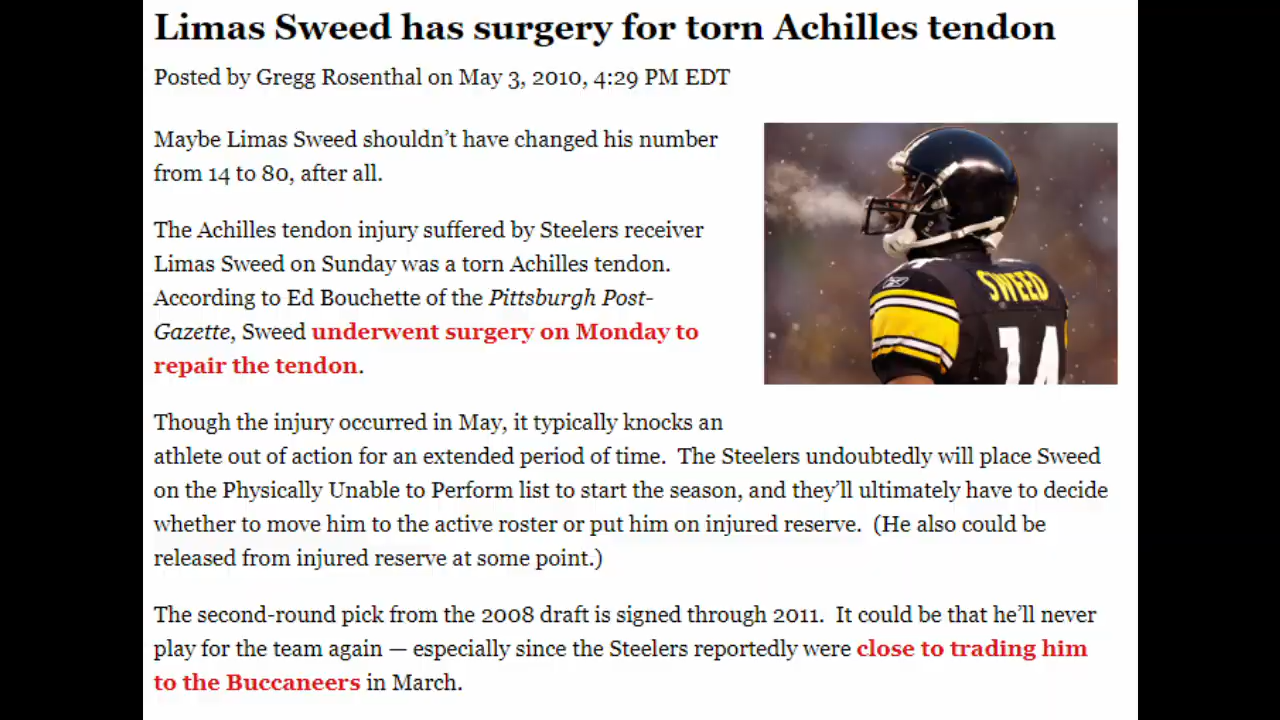 Limas Sweed has surgery for torn Achilles tendon
Posted by Gregg Rosenthal on May 3, 2010, 4:29 PM EDT
Maybe Limas Sweed shouldn’t have changed his number
from 14 to 80, after all.
The Achilles tendon injury suffered by Steelers receiver
Limas Sweed on Sunday was a torn Achilles tendon.
According to Ed Bouchette of the Pittsburgh Post-
Gazette, Sweed underwent surgery on Monday to
repair the tendon.
SWEED
14
Though the injury occurred in May, it typically knocks an
athlete out of action for an extended period of time.  The Steelers undoubtedly will place Sweed
on the Physically Unable to Perform list to start the season, and they’ll ultimately have to decide
whether to move him to the active roster or put him on injured reserve.  (He also could be
released from injured reserve at some point.)
The second-round pick from the 2008 draft is signed through 2011.  It could be that he’ll never
play for the team again — especially since the Steelers reportedly were close to trading him
to the Buccaneers in March.